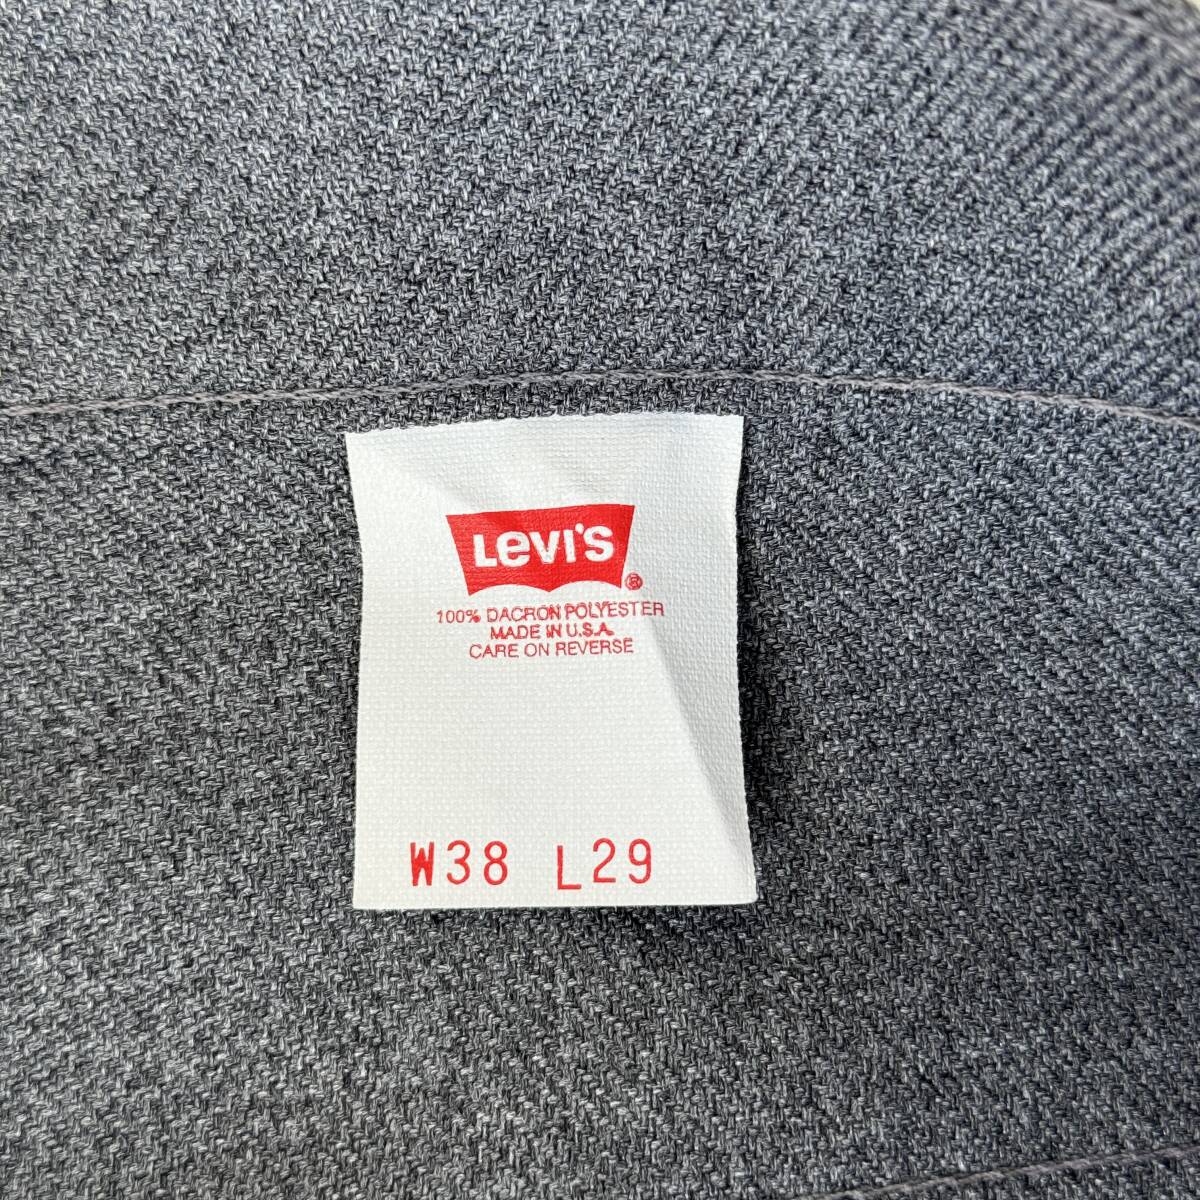 Levi's
®
100% DACRON POLYESTER
MADE IN U.S.A.
CARE ON REVERSE
W38 L29